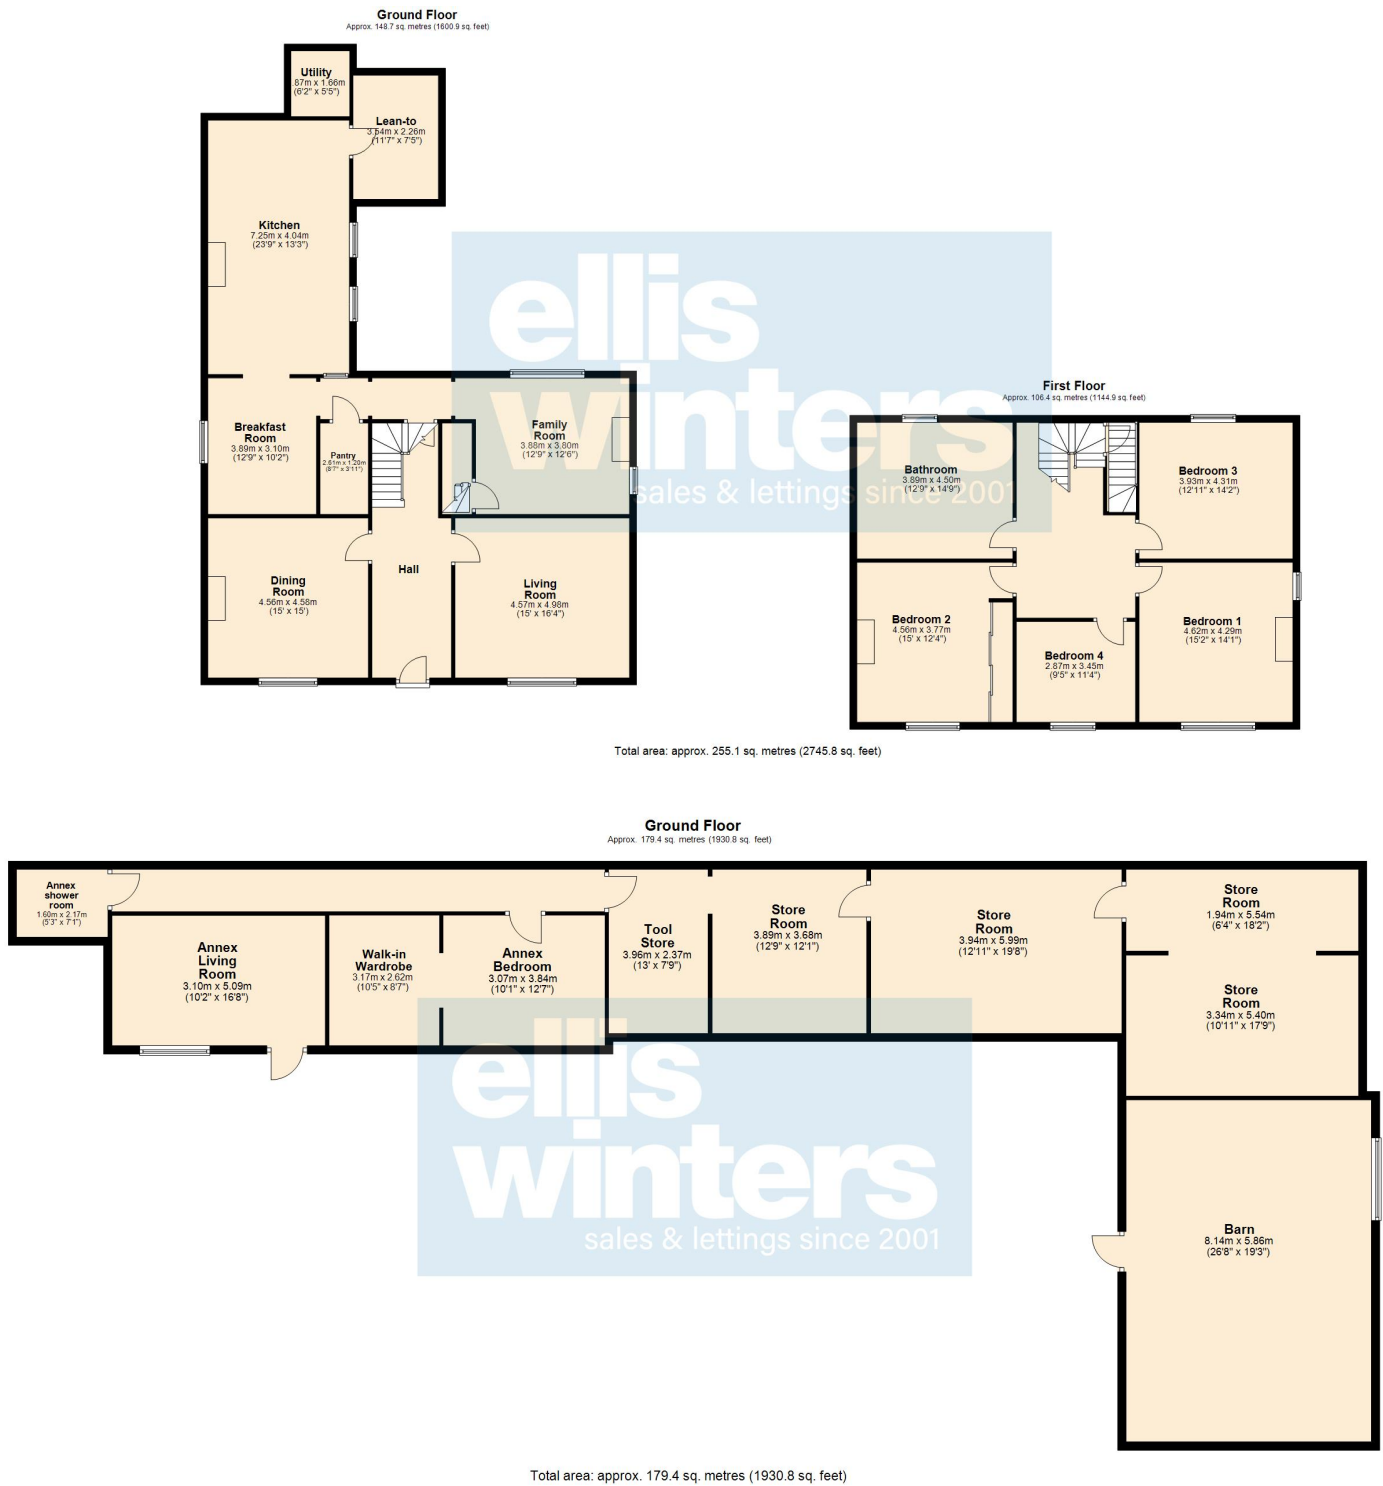 Ground Floor
Approx. 148.7 sq. metres (1600.9 sq. feet)
Utility
.87m x 1.66m
(6'2" x 5'5")
Lean-to
3.54m x 2.26m
(11'7" x 7'5")
Kitchen
7.25m x 4.04m
(23'9" x 13'3")
Breakfast
Room
3.89m x 3.10m
(12'9" x 10'2")
Pantry
2.61m x 1.20m
(8'7" x 3'11")
Family
Room
3.88m x 3.80m
(12'9" x 12'6")
Dining
Room
4.56m x 4.58m
(15' x 15')
Hall
Living
Room
4.57m x 4.98m
(15' x 16'4")
ellis
winters
sales & lettings since 2001
First Floor
Approx. 106.4 sq. metres (1144.9 sq. feet)
Bathroom
3.89m x 4.50m
(12'9" x 14'9")
Bedroom 3
3.93m x 4.31m
(12'11" x 14'2")
Bedroom 2
4.56m x 3.77m
(15' x 12'4")
Bedroom 4
2.87m x 3.45m
(9'5" x 11'4")
Bedroom 1
4.62m x 4.29m
(15'2" x 14'1")
Total area: approx. 255.1 sq. metres (2745.8 sq. feet)
Ground Floor
Approx. 179.4 sq. metres (1930.8 sq. feet)
Annex
shower
room
1.60m x 2.17m
(5'3" x 7'1")
Annex
Living
Room
3.10m x 5.09m
(10'2" x 16'8")
Walk-in
Wardrobe
3.17m x 2.62m
(10'5" x 8'7")
Annex
Bedroom
3.07m x 3.84m
(10'1" x 12'7")
Tool
Store
3.96m x 2.37m
(13' x 7'9")
Store
Room
3.89m x 3.68m
(12'9" x 12'1")
Store
Room
3.94m x 5.99m
(12'11" x 19'8")
Store
Room
1.94m x 5.54m
(6'4" x 18'2")
Store
Room
3.34m x 5.40m
(10'11" x 17'9")
Barn
8.14m x 5.86m
(26'8" x 19'3")
ellis
winters
sales & lettings since 2001
Total area: approx. 179.4 sq. metres (1930.8 sq. feet)